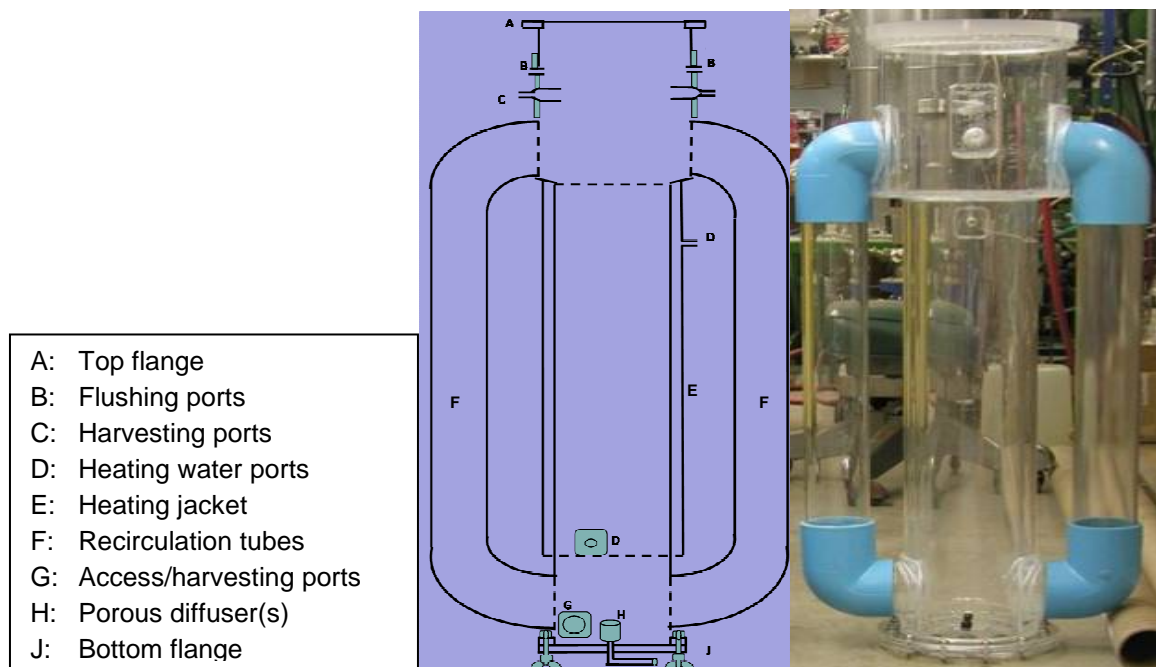 A: Top flange
B: Flushing ports
C: Harvesting ports
D: Heating water ports
E: Heating jacket
F: Recirculation tubes
G: Access/harvesting ports
H: Porous diffuser(s)
J: Bottom flange
A
B
B
C
D
F
E
F
D
G
H
J